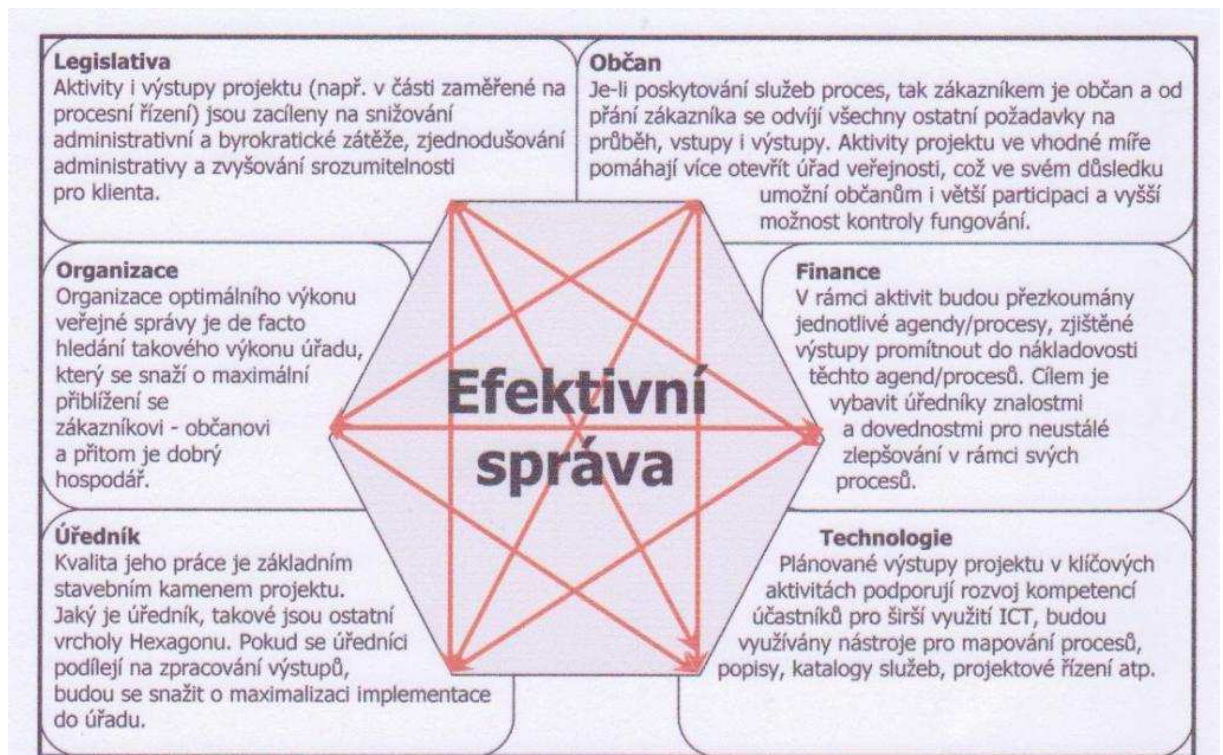 Legislativa
Aktivity i výstupy projektu (např. v části zaměřené na
procesní řízení) jsou zacíleny na snižování
administrativní a byrokratické zátěže, zjednodušování
administrativy a zvyšování srozumitelnosti
pro klienta.
Občan
Je-li poskytování služeb proces, tak zákazníkem je občan a od
přání zákazníka se odvíjí všechny ostatní požadavky na
průběh, vstupy i výstupy. Aktivity projektu ve vhodné míře
pomáhají více otevřít úřad veřejnosti, což ve svém důsledku
umožní občanům i větší participaci a vyšší
možnost kontroly fungování.
Organizace
Organizace optimálního výkonu
veřejné správy je de facto
hledání takového výkonu úřadu,
který se snaží o maximální
přiblížení se
zákazníkovi - občanovi
a přitom je dobrý
hospodář.
Finance
V rámci aktivit budou přezkoumány
jednotlivé agendy/procesy, zjištěné
výstupy promítnout do nákladovosti
těchto agend/procesů. Cílem je
vybavit úředníky znalostmi
a dovednostmi pro neustálé
zlepšování v rámci svých
procesů.
Efektivní
správa
Úředník
Kvalita jeho práce je základním
stavebním kamenem projektu.
Jaký je úředník, takové jsou ostatní
vrcholy Hexagonu. Pokud se úředníci
podílejí na zpracování výstupů,
budou se snažit o maximalizaci implementace
do úřadu.
Technologie
Plánované výstupy projektu v klíčových
aktivitách podporují rozvoj kompetencí
účastníků pro širší využití ICT, budou
využívány nástroje pro mapování procesů,
popisy, katalogy služeb, projektové řízení atp.